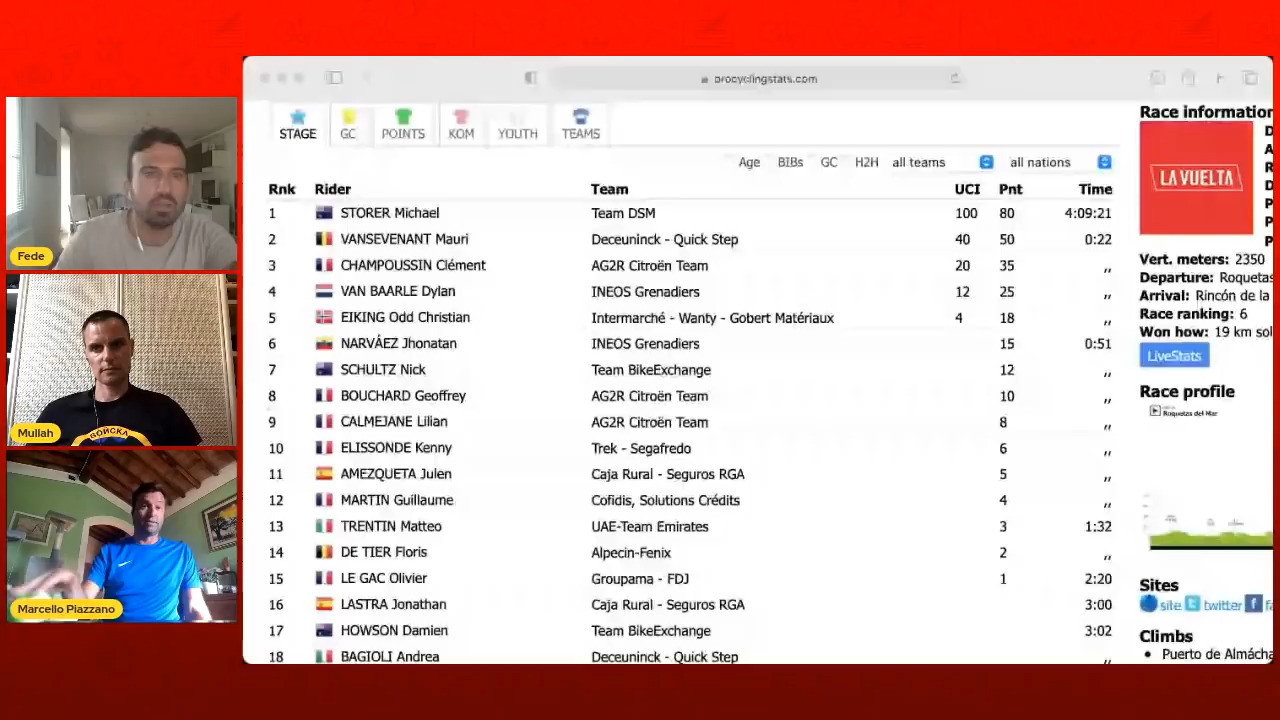 procyclingstats.com
STAGE GC POINTS KOM YOUTH TEAMS
Age BIBs GC H2H all teams all nations
Rnk Rider Team UCI Pnt Time
1 STORER Michael Team DSM 100 80 4:09:21
2 VANSEVENANT Mauri Deceuninck - Quick Step 40 50 0:22
3 CHAMPOUSSIN Clément AG2R Citroën Team 20 35 ,,
4 VAN BAARLE Dylan INEOS Grenadiers 12 25 ,,
5 EIKING Odd Christian Intermarché - Wanty - Gobert Matériaux 4 18 ,,
6 NARVÁEZ Jhonatan INEOS Grenadiers 15 0:51
7 SCHULTZ Nick Team BikeExchange 12 ,,
8 BOUCHARD Geoffrey AG2R Citroën Team 10 ,,
9 CALMEJANE Lilian AG2R Citroën Team 8 ,,
10 ELISSONDE Kenny Trek - Segafredo 6 ,,
11 AMEZQUETA Julen Caja Rural - Seguros RGA 5 ,,
12 MARTIN Guillaume Cofidis, Solutions Crédits 4 ,,
13 TRENTIN Matteo UAE-Team Emirates 3 1:32
14 DE TIER Floris Alpecin-Fenix 2 ,,
15 LE GAC Olivier Groupama - FDJ 1 2:20
16 LASTRA Jonathan Caja Rural - Seguros RGA 3:00
17 HOWSON Damien Team BikeExchange 3:02
18 BAGIOLI Andrea Deceuninck - Quick Step ,,
Race information
LA VUELTA
D
A
R
D
P
P
P
Vert. meters: 2350
Departure: Roquetas
Arrival: Rincón de la
Race ranking: 6
Won how: 19 km sol
LiveStats
Race profile
Roquetas del Mar
Sites
site twitter fa
Climbs
• Puerto de Almácha
Fede
Mullah
ВОЙСКА
Marcello Piazzano